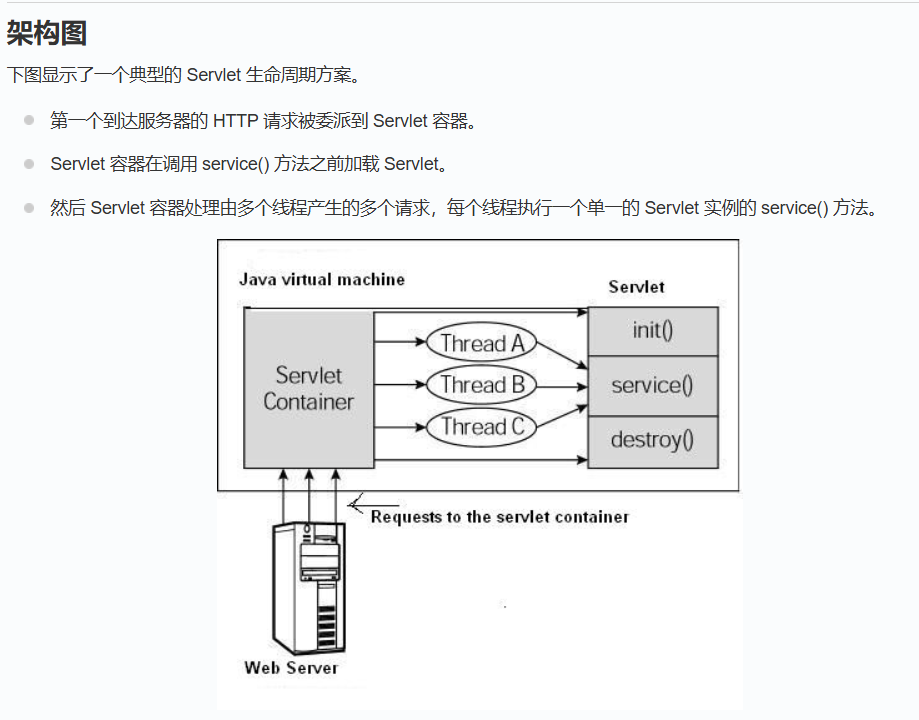 架构图
下图显示了一个典型的 Servlet 生命周期方案。
第一个到达服务器的 HTTP 请求被委派到 Servlet 容器。
Servlet 容器在调用 service() 方法之前加载 Servlet。
然后 Servlet 容器处理由多个线程产生的多个请求，每个线程执行一个单一的 Servlet 实例的 service() 方法。
Java virtual machine
Servlet
init()
Thread A
Servlet
Container
Thread B
service()
Thread C
destroy()
Requests to the servlet container
Web Server